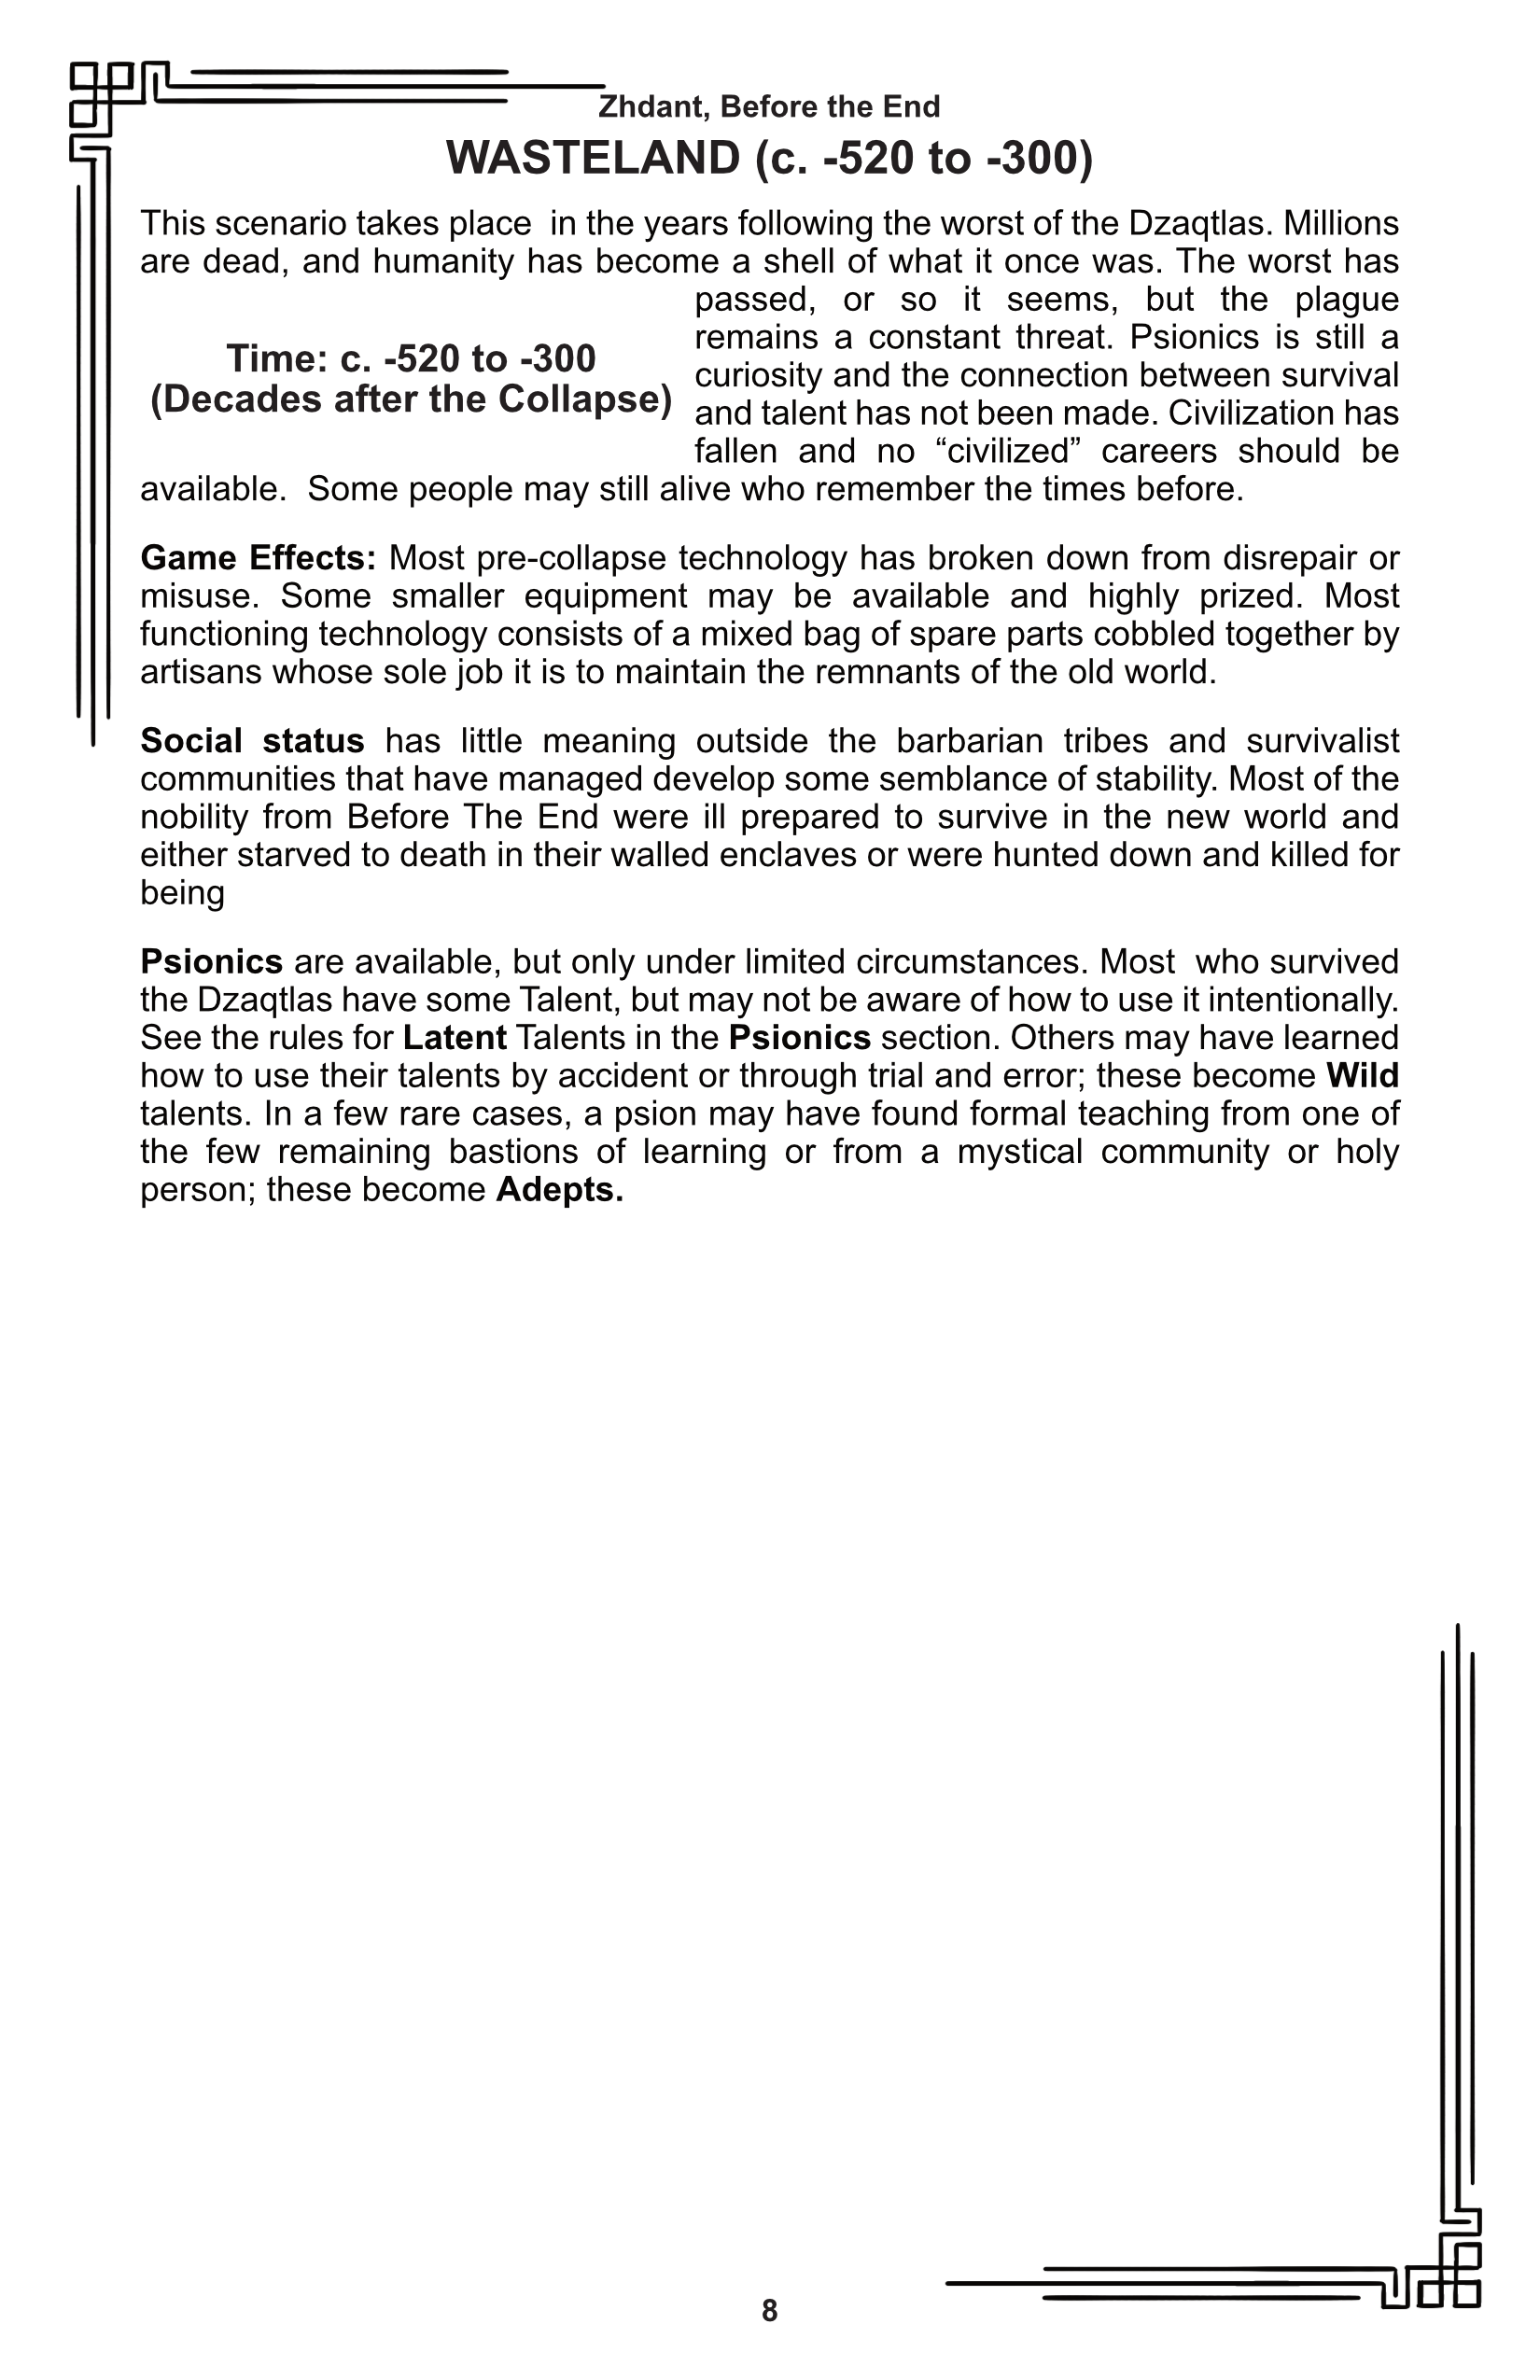 Zhdant, Before the End
WASTELAND (c. -520 to -300)
This scenario takes place  in the years following the worst of the Dzaqtlas. Millions
are dead, and humanity has become a shell of what it once was. The worst has
passed, or so it seems, but the plague
remains a constant threat. Psionics is still a
curiosity and the connection between survival
and talent has not been made. Civilization has
fallen and no “civilized” careers should be
Time: c. -520 to -300
(Decades after the Collapse)
available.  Some people may still alive who remember the times before.
Game Effects: Most pre-collapse technology has broken down from disrepair or
misuse. Some smaller equipment may be available and highly prized. Most
functioning technology consists of a mixed bag of spare parts cobbled together by
artisans whose sole job it is to maintain the remnants of the old world.
Social status has little meaning outside the barbarian tribes and survivalist
communities that have managed develop some semblance of stability. Most of the
nobility from Before The End were ill prepared to survive in the new world and
either starved to death in their walled enclaves or were hunted down and killed for
being
Psionics are available, but only under limited circumstances. Most  who survived
the Dzaqtlas have some Talent, but may not be aware of how to use it intentionally.
See the rules for Latent Talents in the Psionics section. Others may have learned
how to use their talents by accident or through trial and error; these become Wild
talents. In a few rare cases, a psion may have found formal teaching from one of
the few remaining bastions of learning or from a mystical community or holy
person; these become Adepts.
8